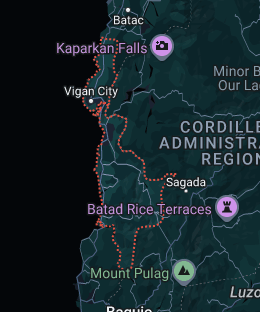 Batac
Kaparkan Falls
Minor B
Our La
Vigan City
CORDILLE
ADMINISTRA
REGION
Sagada
Batad Rice Terraces
Mount Pulag
Luzo
Baguio